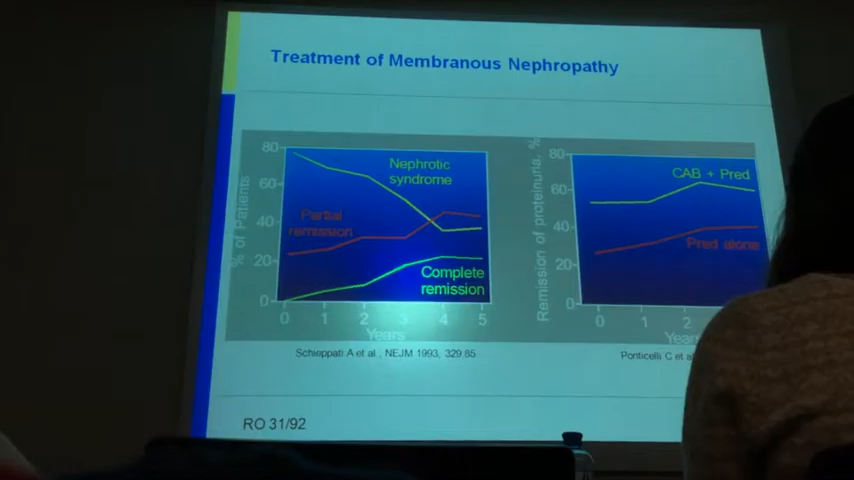 Treatment of Membranous Nephropathy
80
60
40
20
0
% of Patients
Nephrotic
syndrome
Partial
remission
Complete
remission
0 1 2 3 4 5
Years
Schieppati A et al., NEJM 1993, 329:85
80
60
40
20
0
Remission of proteinuria, %
CAB + Pred
Pred alone
0 1 2
Years
Ponticelli C et al
RO 31/92